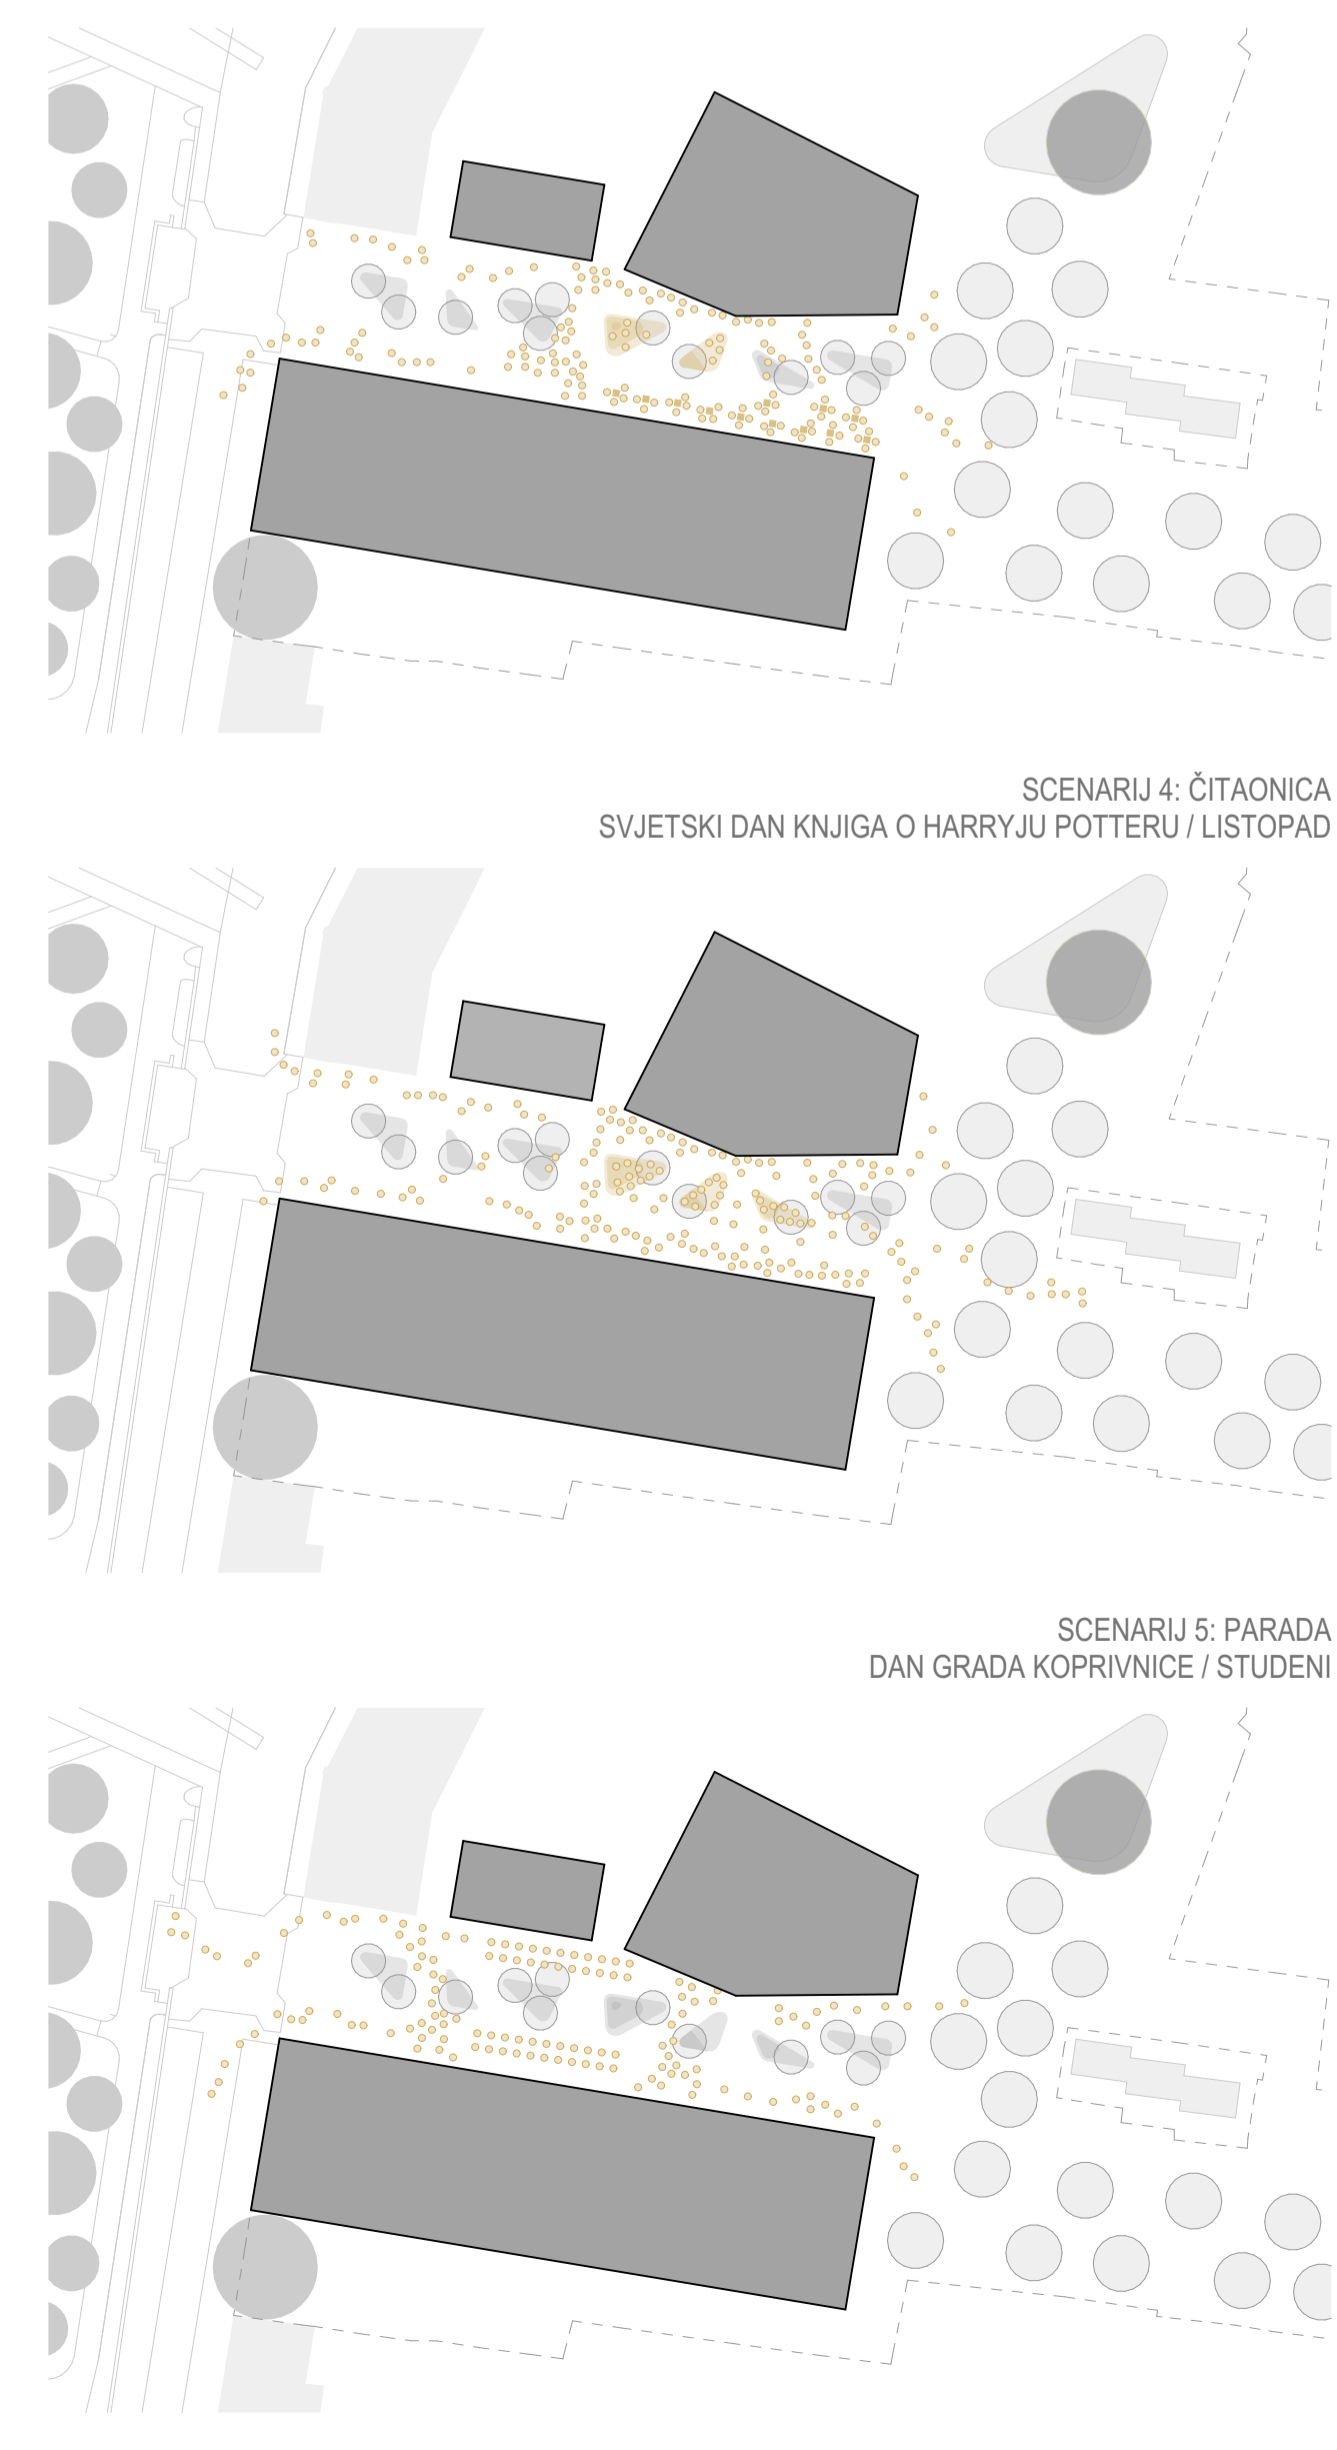 SCENARIJ 4: ČITAONICA
SVJETSKI DAN KNJIGA O HARRYJU POTTERU / LISTOPAD
SCENARIJ 5: PARADA
DAN GRADA KOPRIVNICE / STUDENI